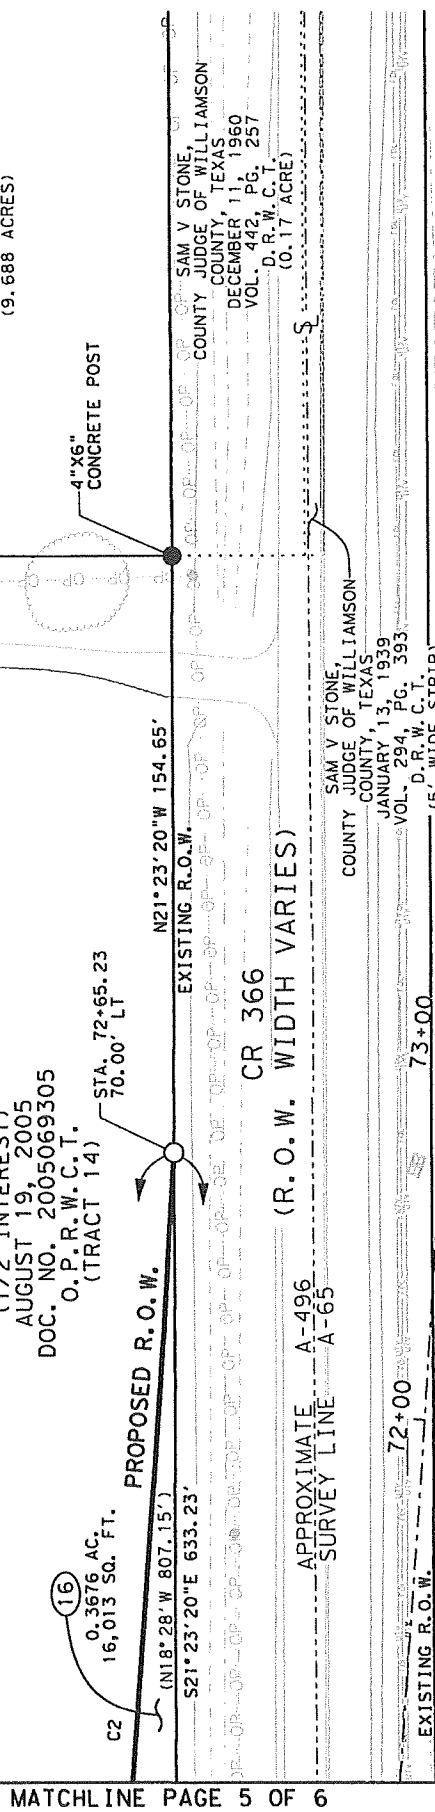 (9.688 ACRES)
SAM V STONE,
COUNTY JUDGE OF WILLIAMSON
COUNTY, TEXAS
DECEMBER 11, 1960
VOL. 442, PG. 257
D.R.W.C.T.
(0.17 ACRE)
4"X6"
CONCRETE POST
N21°23'20"W 154.65'
EXISTING R.O.W.
SAM V STONE,
COUNTY JUDGE OF WILLIAMSON
COUNTY, TEXAS
JANUARY 13, 1939
VOL. 294, PG. 393
D.R.W.C.T.
(5' WIDE STRIP)
CR 366
(R.O.W. WIDTH VARIES)
STA. 72+65.23
70.00' LT
(1/2 INTEREST)
AUGUST 19, 2005
DOC. NO. 2005069305
O.P.R.W.C.T.
(TRACT 14)
73+00
PROPOSED R.O.W.
APPROXIMATE A-496
SURVEY LINE A-65
72+00
16
0.3676 AC.
16,013 SQ. FT.
C2
(N18°28'W 807.15')
S21°23'20"E 633.23'
EXISTING R.O.W.
MATCHLINE PAGE 5 OF 6